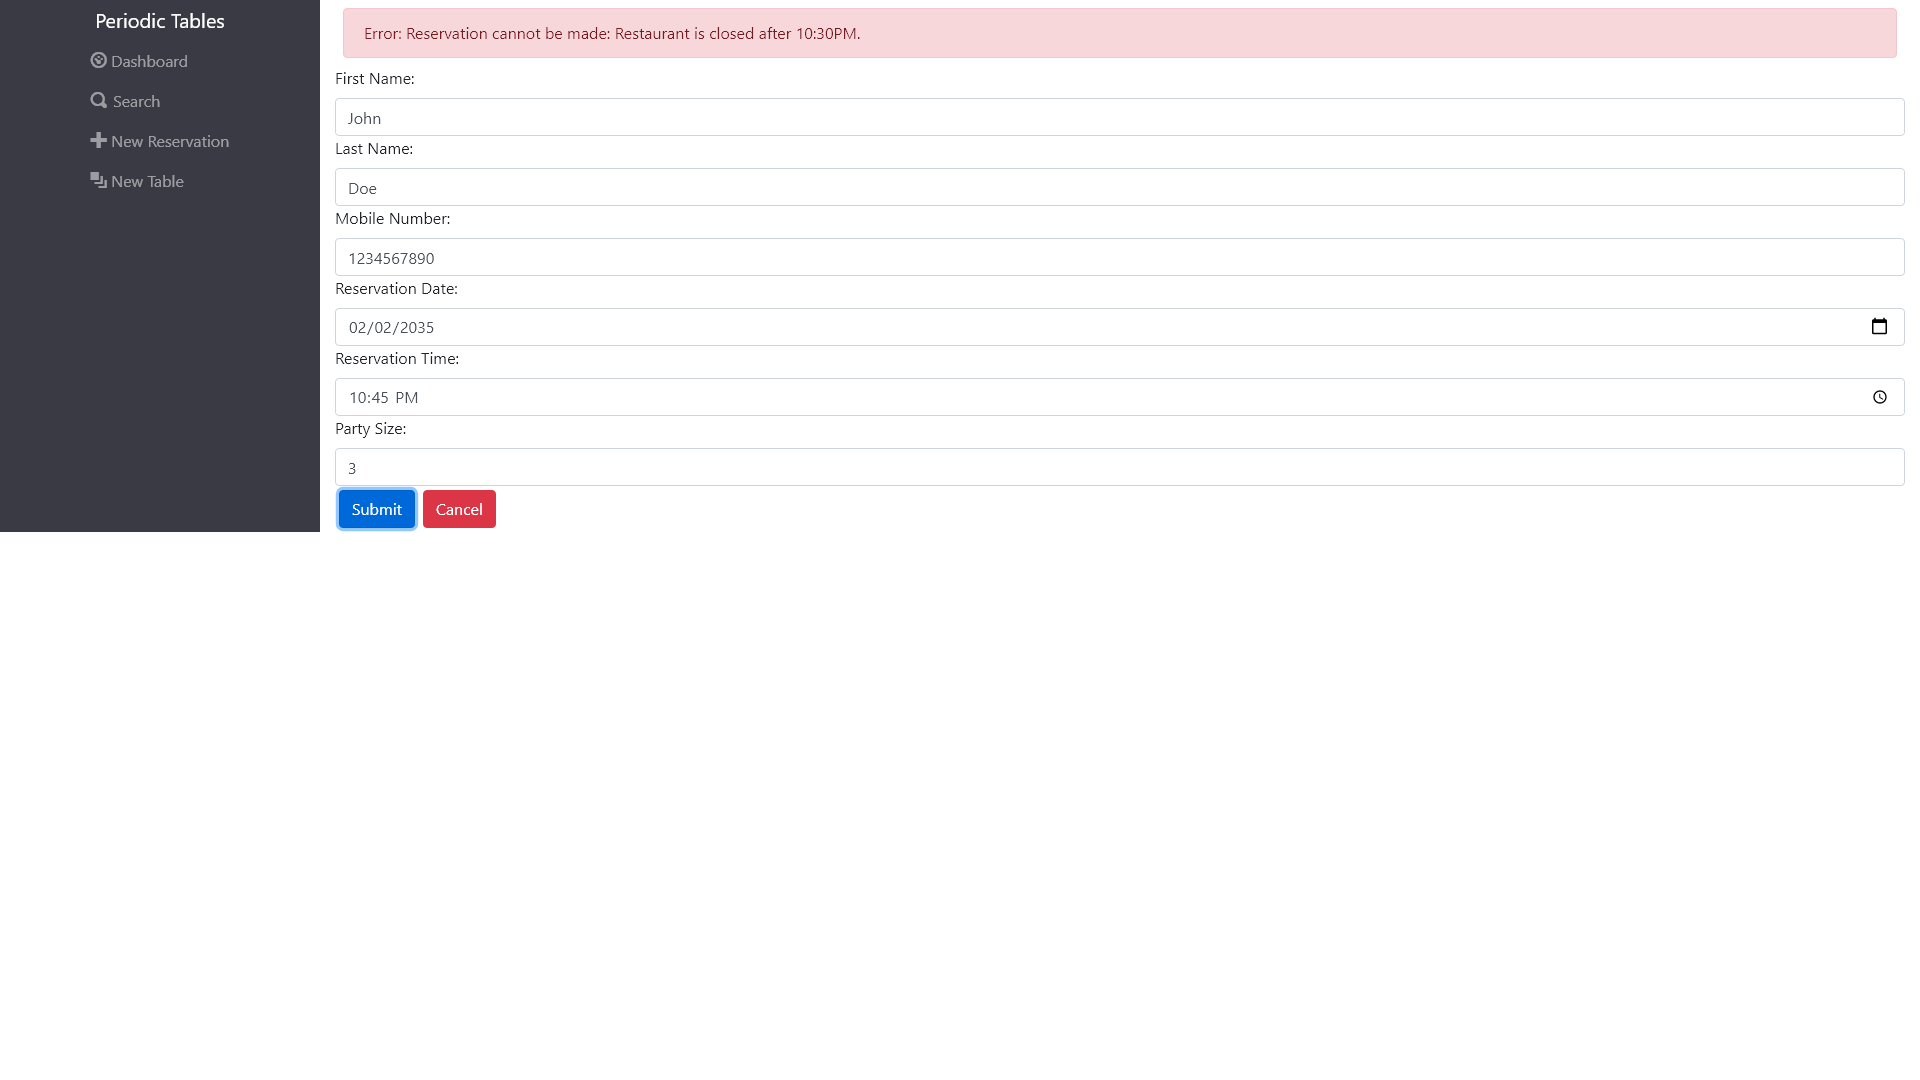 Periodic Tables
Dashboard
Search
New Reservation
New Table
Error: Reservation cannot be made: Restaurant is closed after 10:30PM.
First Name:
John
Last Name:
Doe
Mobile Number:
1234567890
Reservation Date:
02/02/2035
Reservation Time:
10:45 PM
Party Size:
3
Submit Cancel